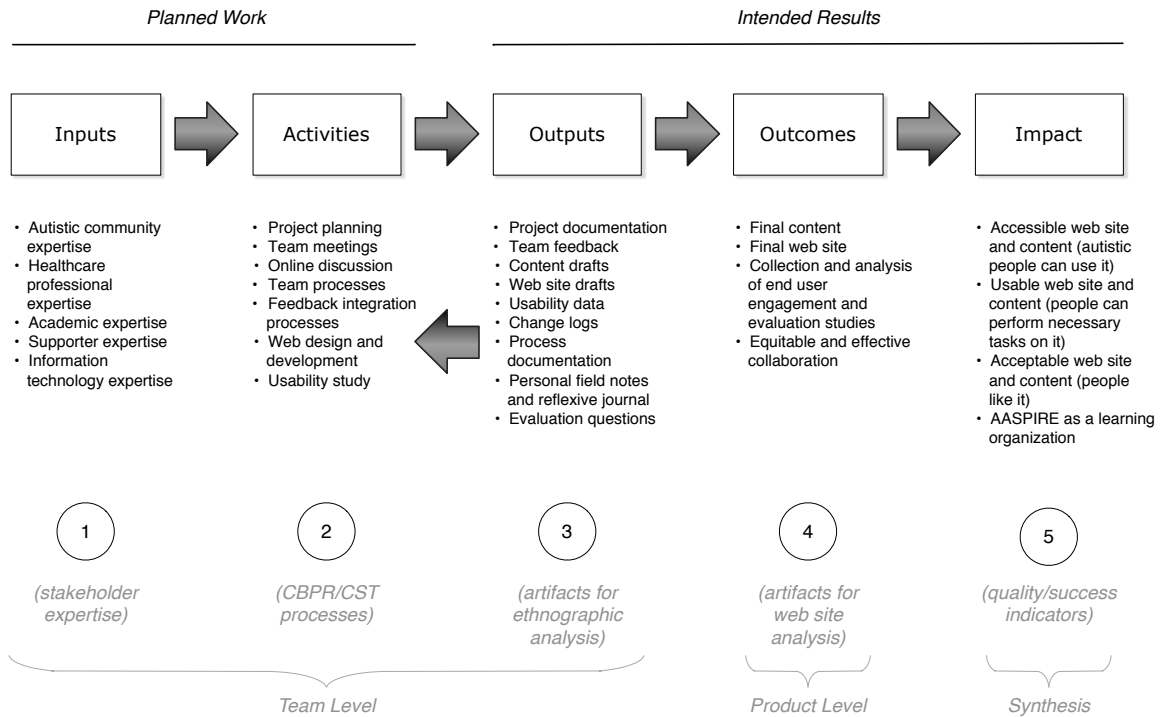 Planned Work
Intended Results
Inputs
Activities
Outputs
Outcomes
Impact
• Autistic community
expertise
• Healthcare
professional
expertise
• Academic expertise
• Supporter expertise
• Information
technology expertise
• Project planning
• Team meetings
• Online discussion
• Team processes
• Feedback integration
processes
• Web design and
development
• Usability study
• Project documentation
• Team feedback
• Content drafts
• Web site drafts
• Usability data
• Change logs
• Process
documentation
• Personal field notes
and reflexive journal
• Evaluation questions
• Final content
• Final web site
• Collection and analysis
of end user
engagement and
evaluation studies
• Equitable and effective
collaboration
• Accessible web site
and content (autistic
people can use it)
• Usable web site and
content (people can
perform necessary
tasks on it)
• Acceptable web site
and content (people
like it)
• AASPIRE as a learning
organization
1
2
3
4
5
(stakeholder
expertise)
(CBPR/CST
processes)
(artifacts for
ethnographic
analysis)
(artifacts for
web site
analysis)
(quality/success
indicators)
Team Level
Product Level
Synthesis